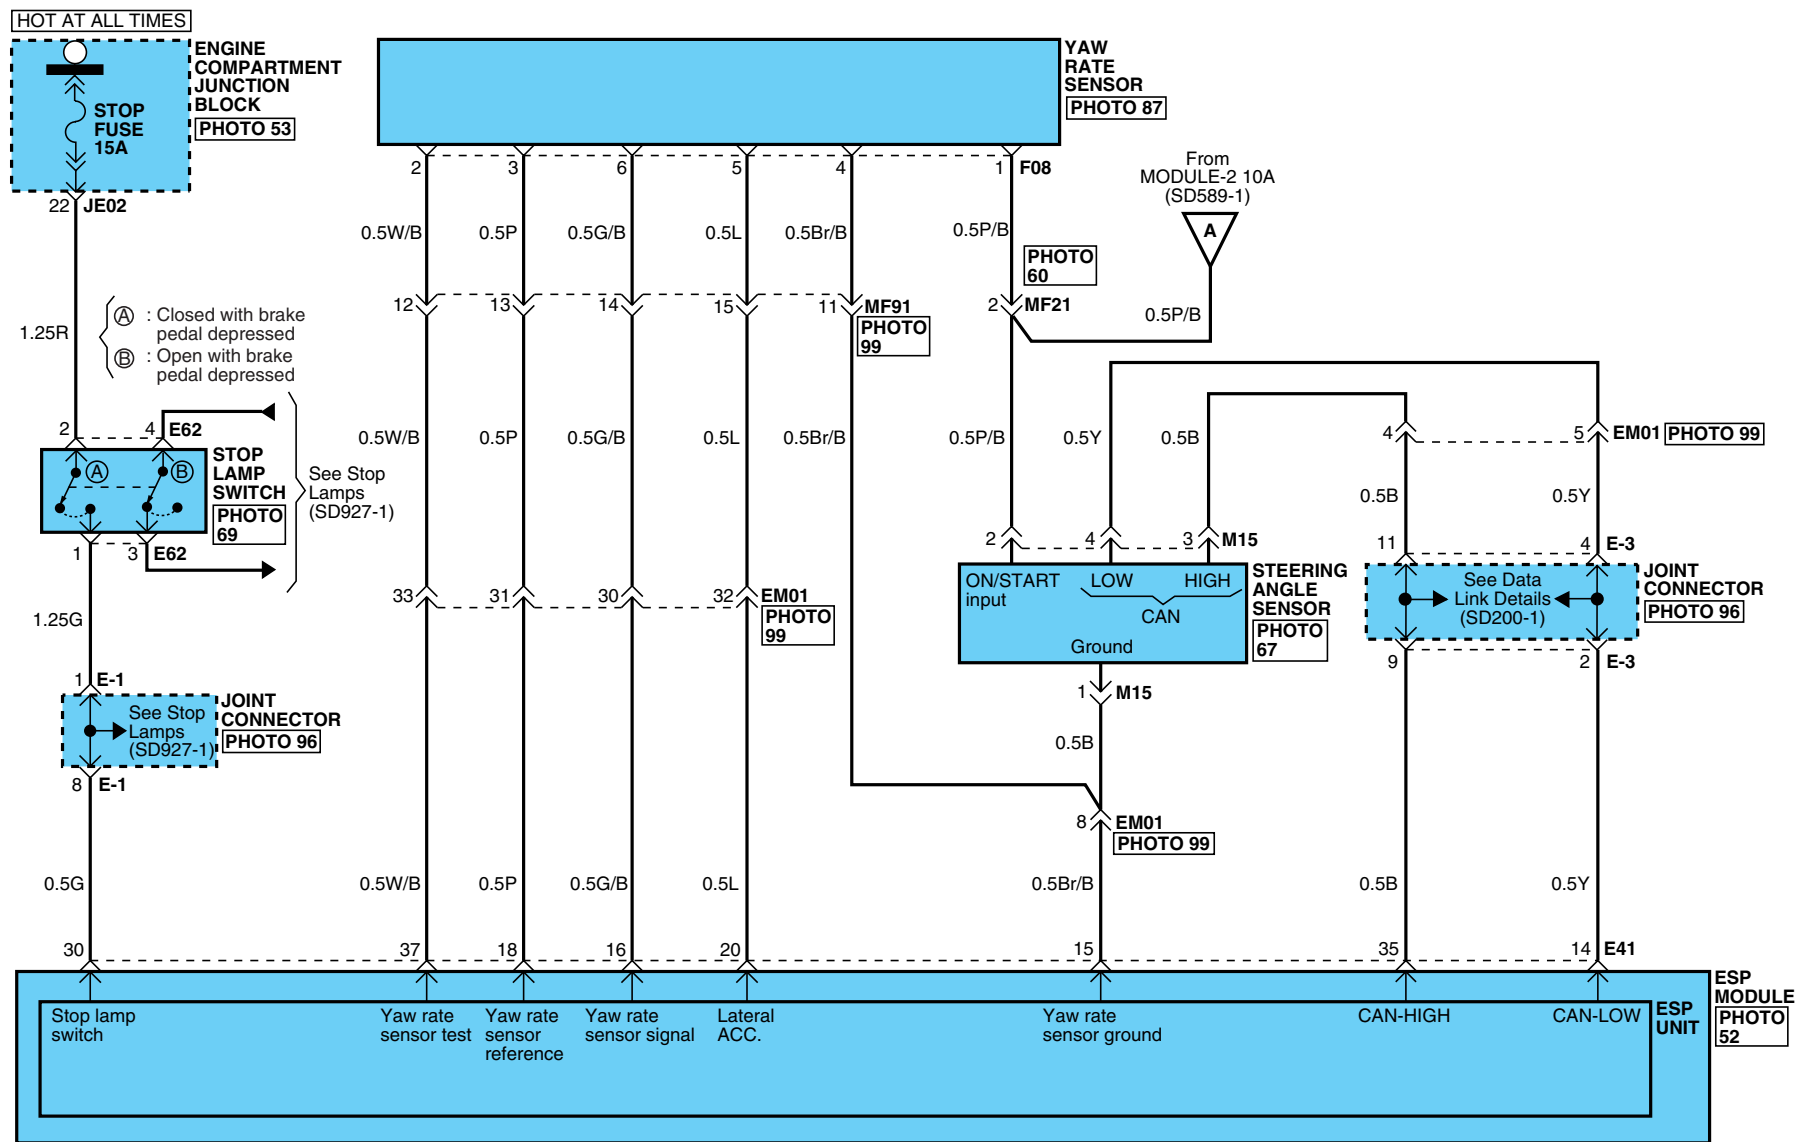 HOT AT ALL TIMES
ENGINE
COMPARTMENT
JUNCTION
BLOCK
PHOTO 53
STOP
FUSE
15A
22 JE02
YAW
RATE
SENSOR
PHOTO 87
2 3 6 5 4 1 F08
From
MODULE-2 10A
(SD589-1)
A
0.5W/B 0.5P 0.5G/B 0.5L 0.5Br/B 0.5P/B
PHOTO
60
12 13 14 15 11 MF91
PHOTO
99
2 MF21
0.5P/B
1.25R
A : Closed with brake
pedal depressed
B : Open with brake
pedal depressed
2 4 E62
A B
STOP
LAMP
SWITCH
PHOTO
69
See Stop
Lamps
(SD927-1)
1 3 E62
0.5W/B 0.5P 0.5G/B 0.5L 0.5Br/B 0.5P/B 0.5Y 0.5B
4 5 EM01 PHOTO 99
0.5B 0.5Y
33 31 30 32 EM01
PHOTO
99
2 4 3 M15
ON/START
input
LOW HIGH
CAN
Ground
STEERING
ANGLE
SENSOR
PHOTO
67
11 4 E-3
See Data
Link Details
(SD200-1)
JOINT
CONNECTOR
PHOTO 96
9 2 E-3
1.25G
1 E-1
See Stop
Lamps
(SD927-1)
JOINT
CONNECTOR
PHOTO 96
8 E-1
1 M15
0.5B
8 EM01
PHOTO 99
0.5G 0.5W/B 0.5P 0.5G/B 0.5L 0.5Br/B 0.5B 0.5Y
30 37 18 16 20 15 35 14 E41
Stop lamp
switch
Yaw rate
sensor test
Yaw rate
sensor
reference
Yaw rate
sensor signal
Lateral
ACC.
Yaw rate
sensor ground
CAN-HIGH
CAN-LOW
ESP
UNIT
ESP
MODULE
PHOTO
52